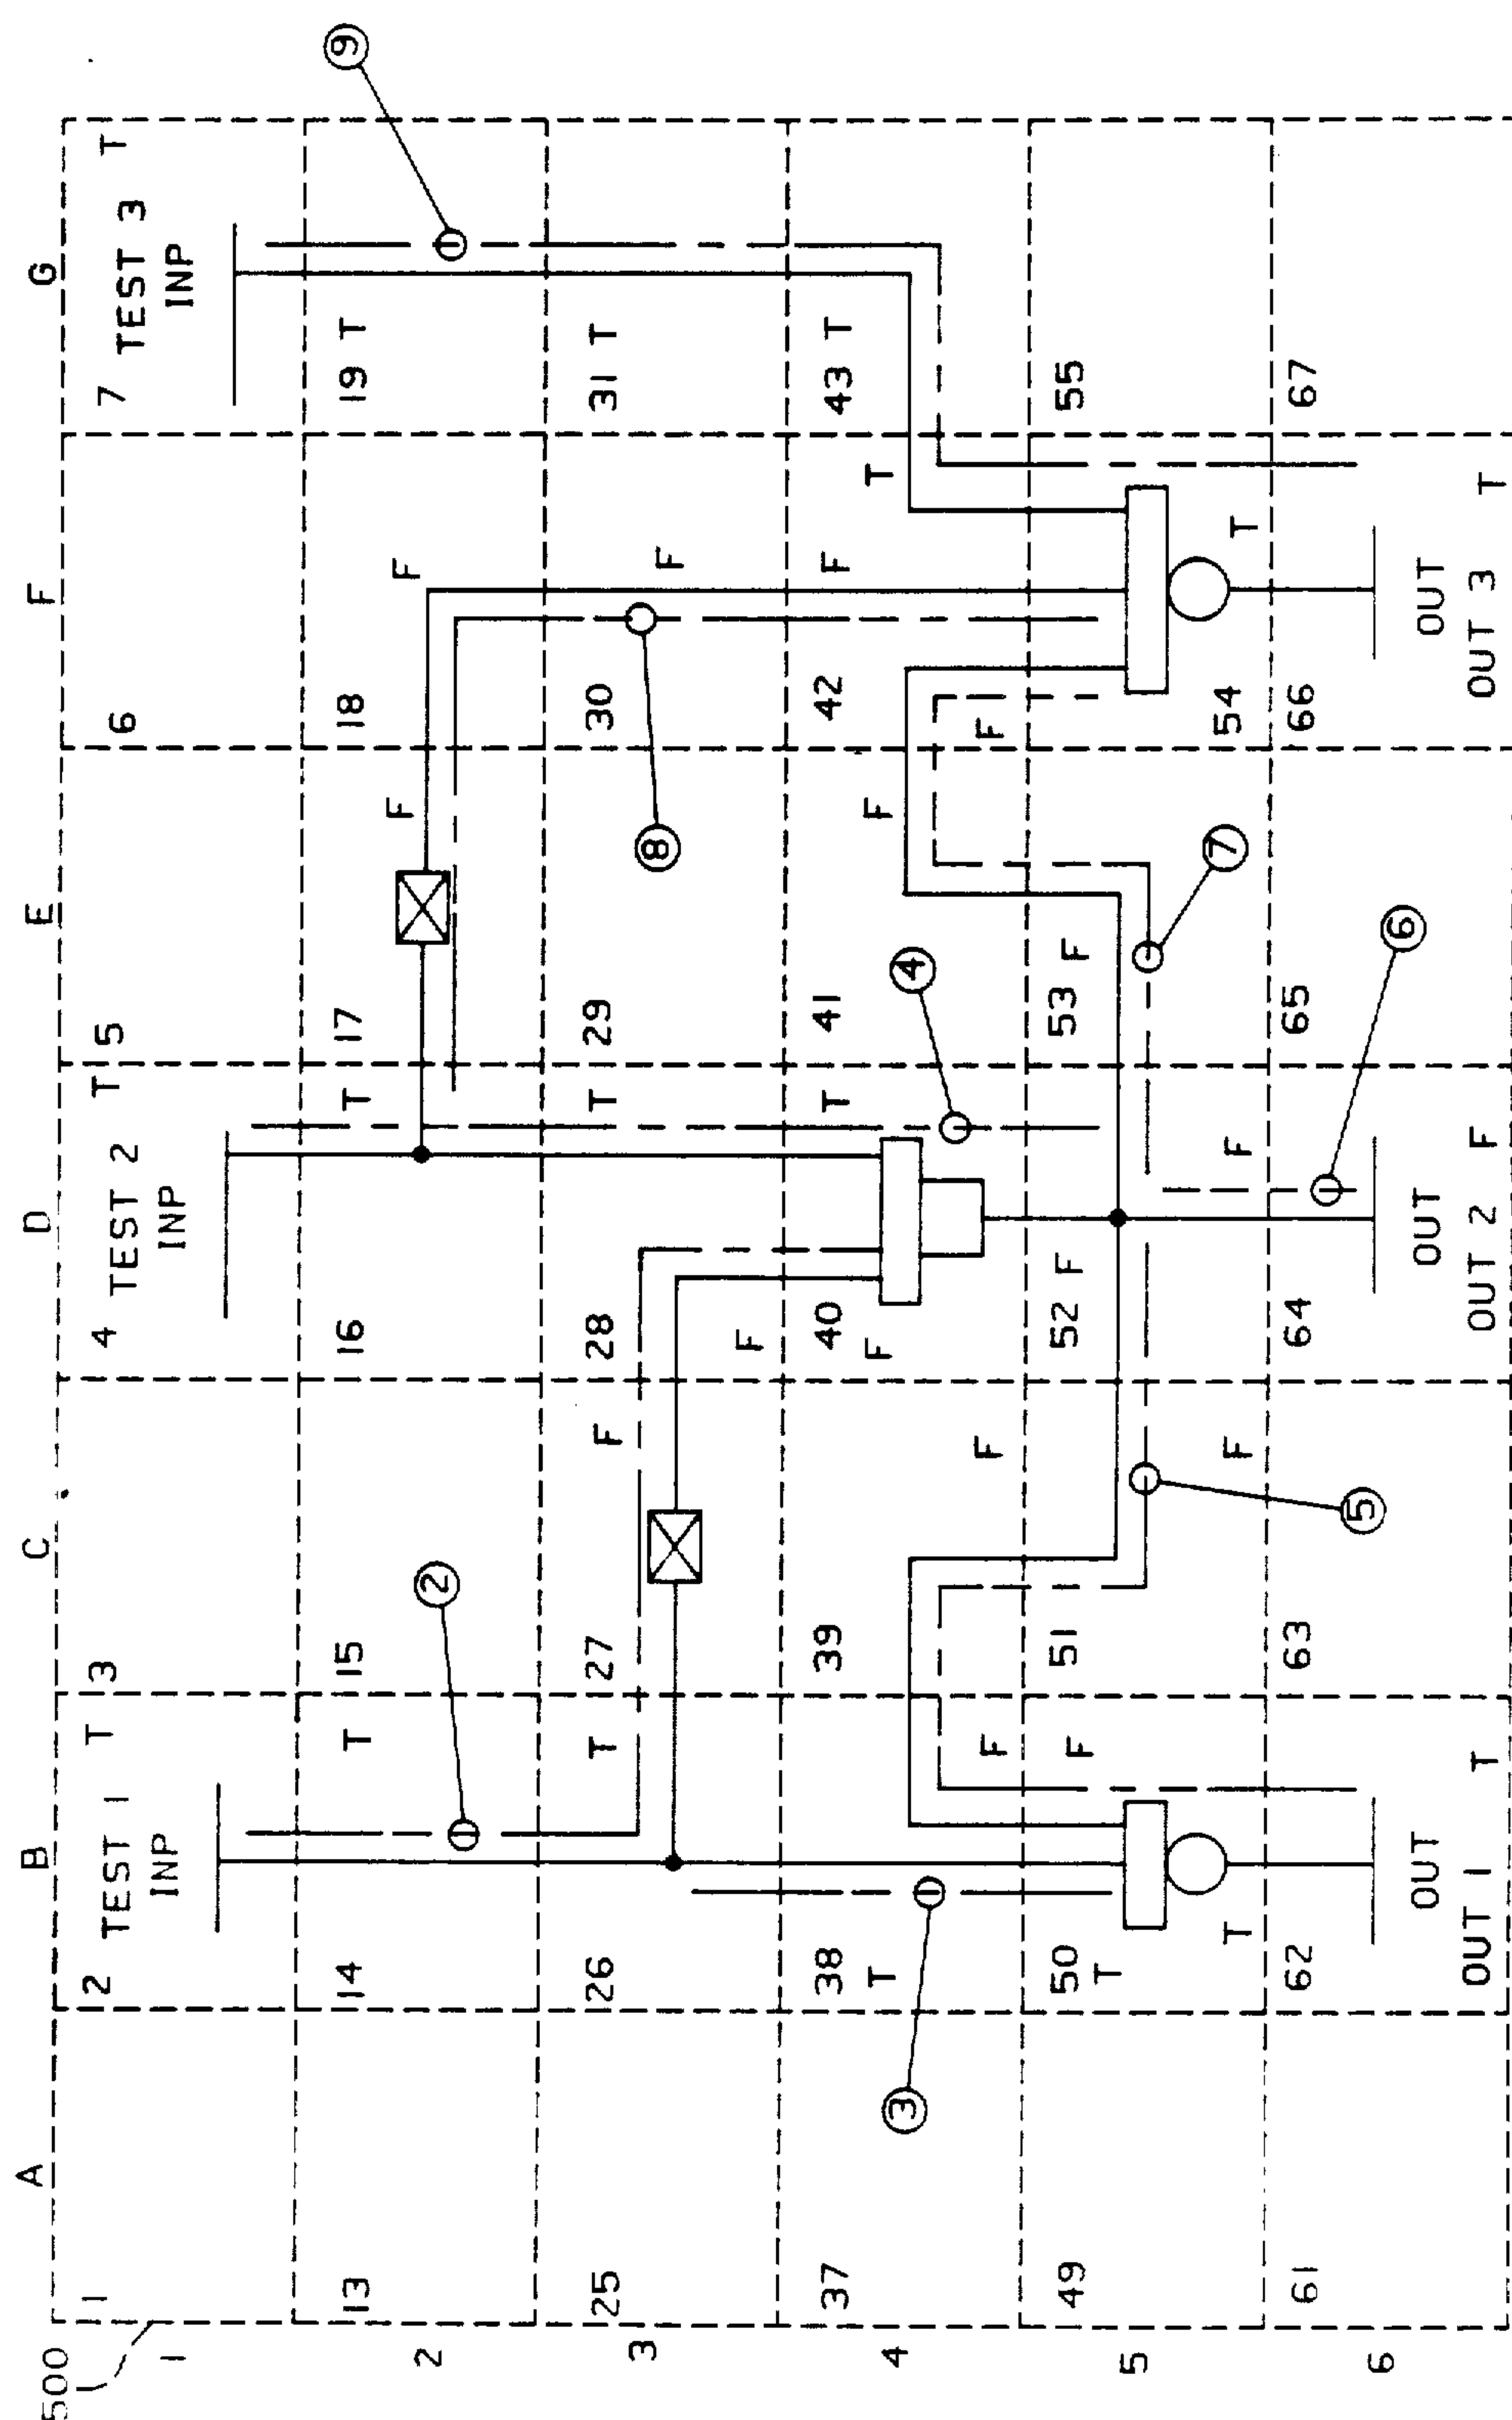 500
A B C D E F G
1
1 2 TEST 1 T 3 4 TEST 2 T 5 6 7 TEST 3 T
INP INP INP
9
2
13 14 T 15 16 T 17 F 18 F 19 T
2
3
25 26 T 27 F 28 F T 29 30 F 31 T
8
4
37 38 39 40 T 41 42 F 43 T
T F F F F T
3 4
F F F
5
49 50 F 51 52 F 53 F 54 55
T
T F F T
5 7
6
61 62 63 64 65 66 67
6
OUT OUT OUT
OUT 1 T OUT 2 F OUT 3 T